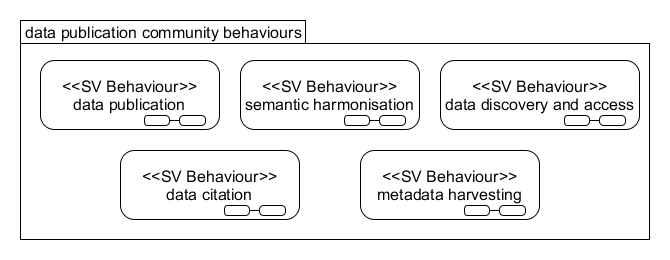 data publication community behaviours
<<SV Behaviour>>
data publication
<<SV Behaviour>>
semantic harmonisation
<<SV Behaviour>>
data discovery and access
<<SV Behaviour>>
data citation
<<SV Behaviour>>
metadata harvesting